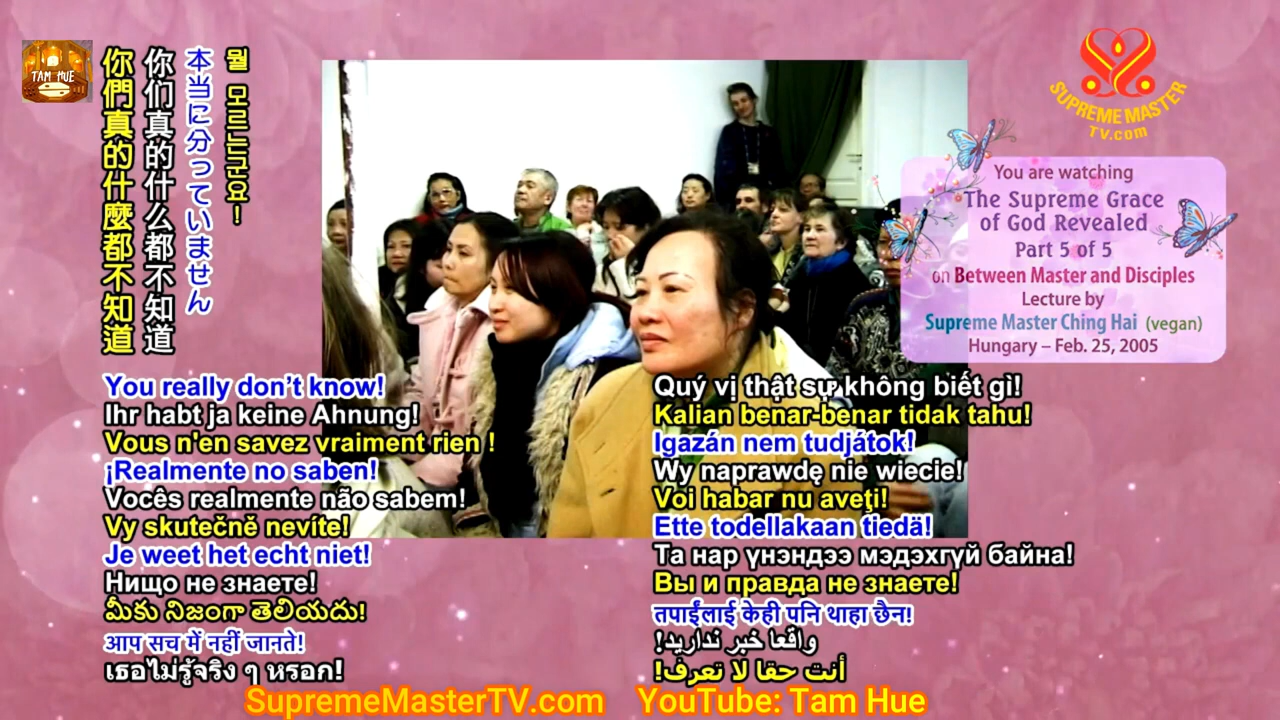 TAM HUE
你們真的什麼都不知道
你们真的什么都不知道
本当に分っていません
뭘 모르는군요!
SUPREME MASTER
TV.com
You are watching
The Supreme Grace
of God Revealed
Part 5 of 5
on Between Master and Disciples
Lecture by
Supreme Master Ching Hai (vegan)
Hungary – Feb. 25, 2005
You really don’t know!
Ihr habt ja keine Ahnung!
Vous n'en savez vraiment rien !
¡Realmente no saben!
Vocês realmente não sabem!
Vy skutečně nevíte!
Je weet het echt niet!
Нищо не знаете!
మీకు నిజంగా తెలియదు!
आप सच में नहीं जानते!
เธอไม่รู้จริง ๆ หรอก!
Quý vị thật sự không biết gì!
Kalian benar-benar tidak tahu!
Igazán nem tudjátok!
Wy naprawdę nie wiecie!
Voi habar nu aveţi!
Ette todellakaan tiedä!
Та нар үнэндээ мэдэхгүй байна!
Вы и правда не знаете!
तपाईंलाई केही पनि थाहा छैन!
واقعا خبر ندارید!
أنت حقا لا تعرف!
SupremeMasterTV.com YouTube: Tam Hue